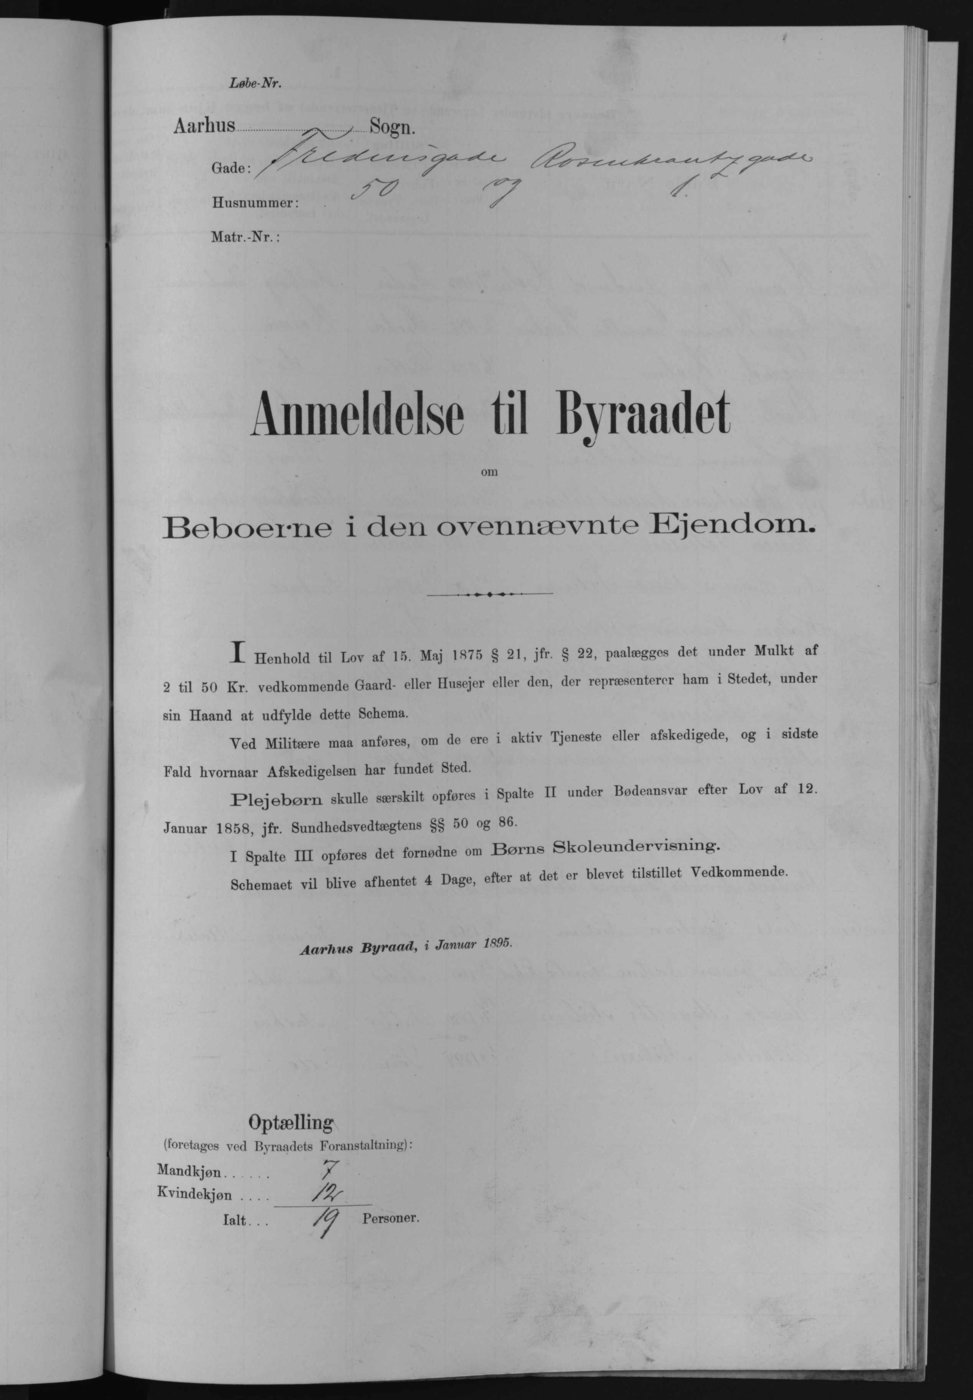 Løbe-Nr.
Aarhus Sogn.
Gade: Fredensgade Rosenkrantzgade
Husnummer: 50 og 1.
Matr.-Nr.:
Anmeldelse til Byraadet
om
Beboerne i den ovennævnte Ejendom.
I Henhold til Lov af 15. Maj 1875 § 21, jfr. § 22, paalægges det under Mulkt af
2 til 50 Kr. vedkommende Gaard- eller Husejer eller den, der repræsenterer ham i Stedet, under
sin Haand at udfylde dette Schema.
Ved Militære maa anføres, om de ere i aktiv Tjeneste eller afskedigede, og i sidste
Fald hvornaar Afskedigelsen har fundet Sted.
Plejebørn skulle særskilt opføres i Spalte II under Bødeansvar efter Lov af 12.
Januar 1858, jfr. Sundhedsvedtægtens §§ 50 og 86.
I Spalte III opføres det fornødne om Børns Skoleundervisning.
Schemaet vil blive afhentet 4 Dage, efter at det er blevet tilstillet Vedkommende.
Aarhus Byraad, i Januar 1895.
Optælling
(foretages ved Byraadets Foranstaltning):
Mandkjøn...... 7
Kvindekjøn .... 12
Ialt... 19 Personer.